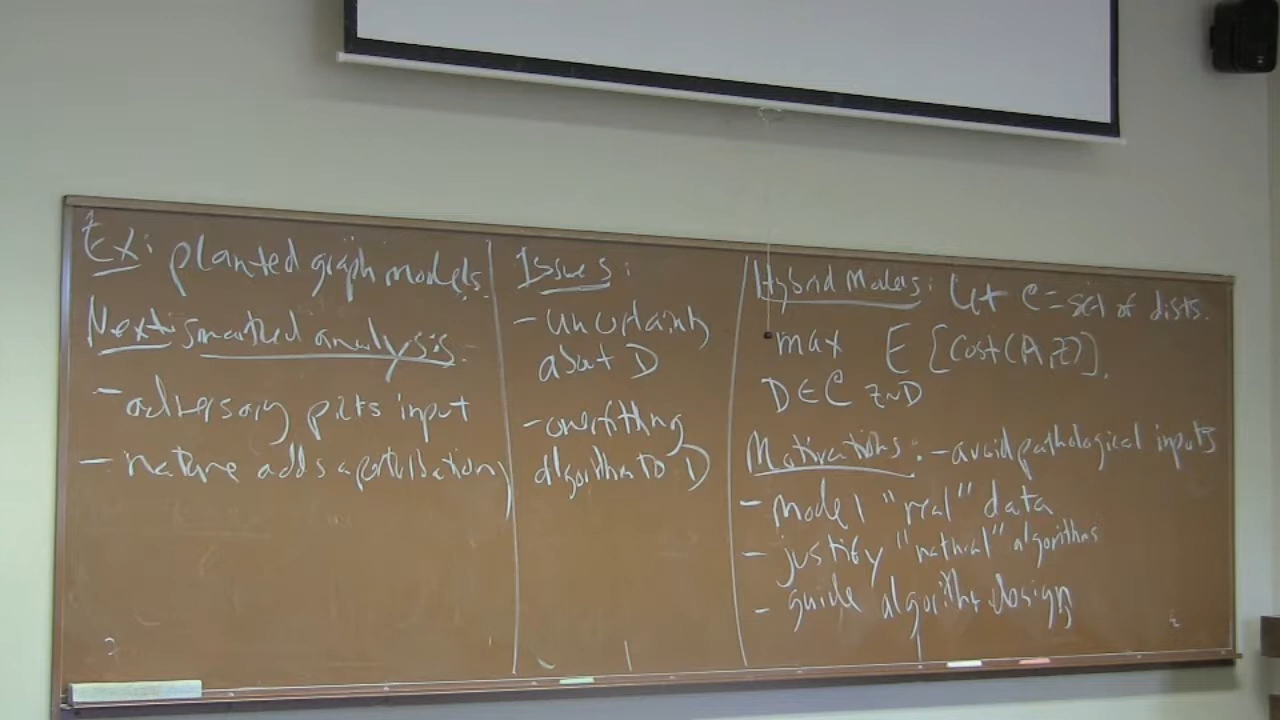 Ex: planted graph models.
Next: smoothed analysis.
- adversary picks input
- nature adds a perturbation
Issues:
- uncertainty
about D
- overfitting
algorithm to D
Hybrid Models: Let C = set of dists.
max E [cost(A,z)].
D ∈ C z~D
Motivations: - avoid pathological inputs
- model "real" data
- justify "natural" algorithms
- guide algorithm design